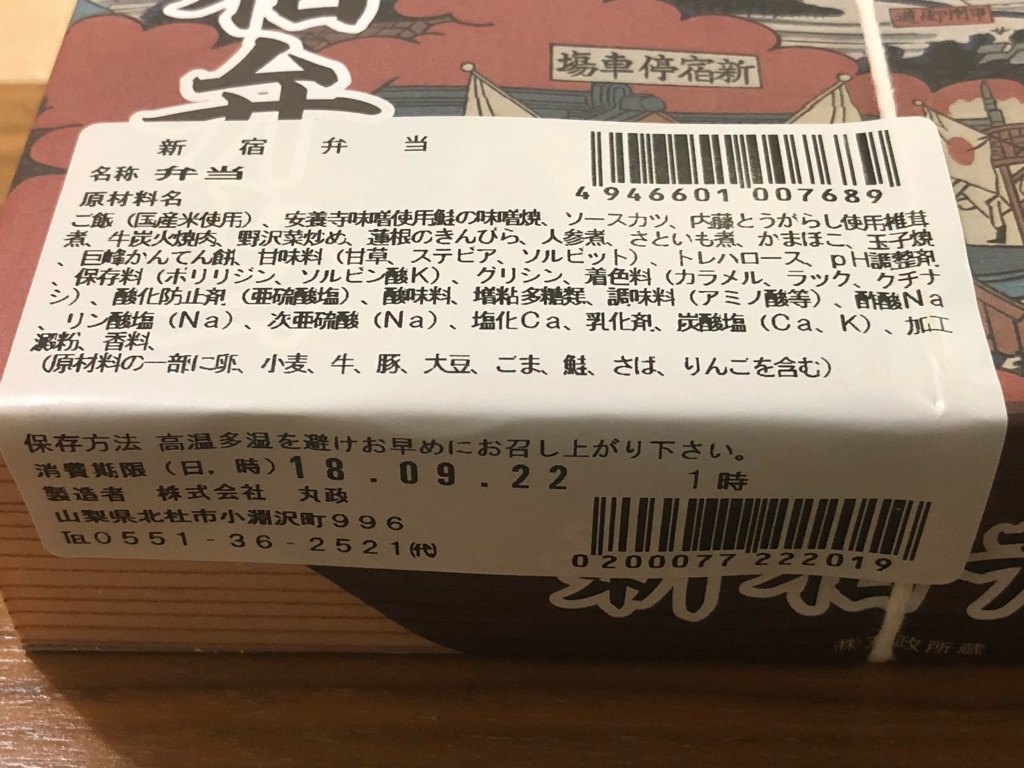 甲州街道
宿弁
新宿停車場
新宿弁当
名称 弁当
原材料名
4946601 007689
ご飯（国産米使用）、安養寺味噌使用鮭の味噌焼、ソースカツ、内藤とうがらし使用椎茸
煮、牛炭火焼肉、野沢菜炒め、蓮根のきんぴら、人参煮、さといも煮、かまぼこ、玉子焼
、巨峰かんてん餅、甘味料（甘草、ステビア、ソルビット）、トレハロース、pH調整剤
、保存料（ポリリジン、ソルビン酸K）、グリシン、着色料（カラメル、ラック、クチナ
シ）、酸化防止剤（亜硫酸塩）、酸味料、増粘多糖類、調味料（アミノ酸等）、酢酸Na
、リン酸塩（Na）、次亜硫酸（Na）、塩化Ca、乳化剤、炭酸塩（Ca、K）、加工
澱粉、香料、
（原材料の一部に卵、小麦、牛、豚、大豆、ごま、鮭、さば、りんごを含む）
保存方法 高温多湿を避けお早めにお召し上がり下さい。
消費期限（日，時）18.09.22 1時
製造者 株式会社 丸政
山梨県北杜市小淵沢町996
℡0551-36-2521㈹
0200077 222019
㈱丸政所蔵